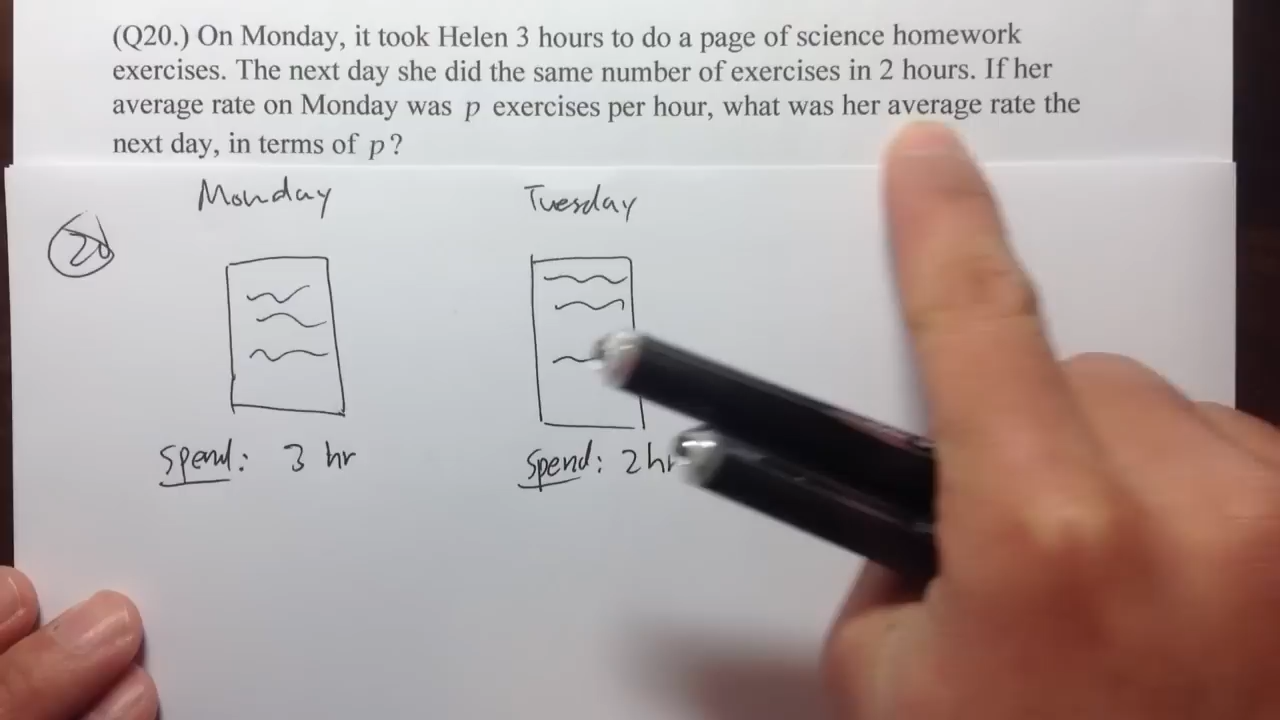 (Q20.) On Monday, it took Helen 3 hours to do a page of science homework
exercises. The next day she did the same number of exercises in 2 hours. If her
average rate on Monday was p exercises per hour, what was her average rate the
next day, in terms of p?
Monday Tuesday
20
Spend: 3 hr Spend: 2hr